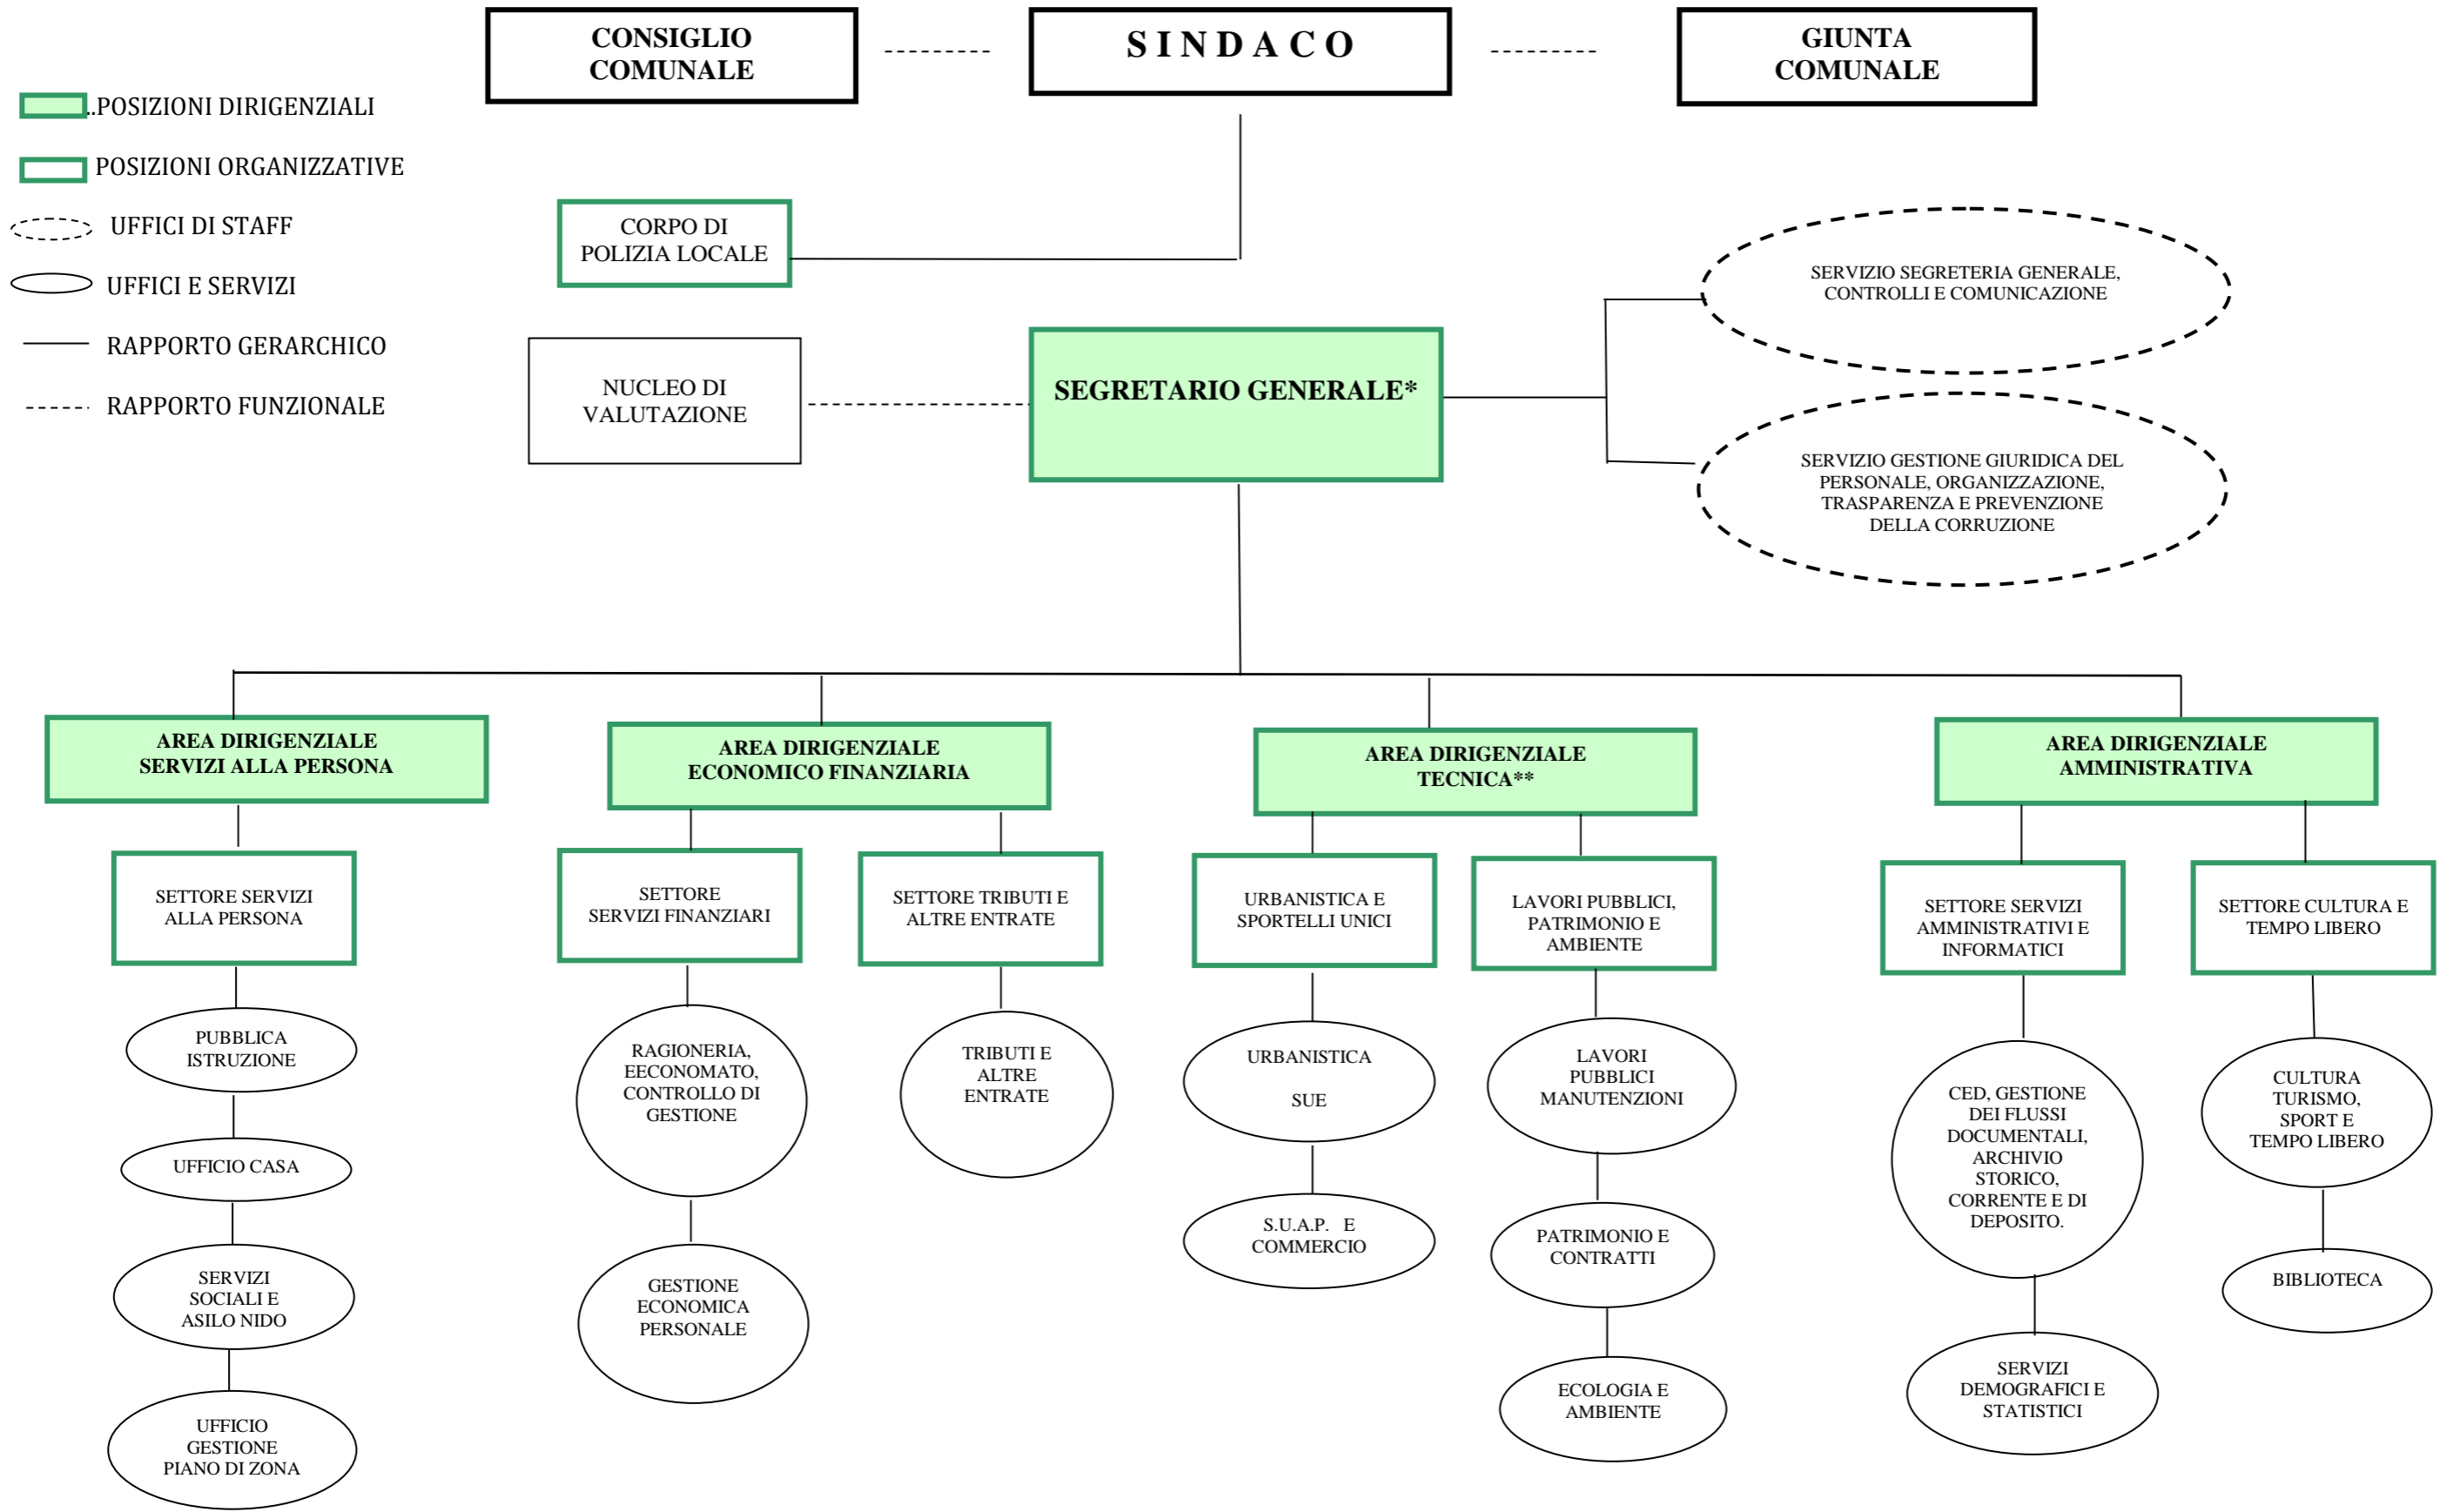 CONSIGLIO
COMUNALE
S I N D A C O
GIUNTA
COMUNALE
..POSIZIONI DIRIGENZIALI
POSIZIONI ORGANIZZATIVE
UFFICI DI STAFF
UFFICI E SERVIZI
RAPPORTO GERARCHICO
RAPPORTO FUNZIONALE
CORPO DI
POLIZIA LOCALE
SERVIZIO SEGRETERIA GENERALE,
CONTROLLI E COMUNICAZIONE
NUCLEO DI
VALUTAZIONE
SEGRETARIO GENERALE*
SERVIZIO GESTIONE GIURIDICA DEL
PERSONALE, ORGANIZZAZIONE,
TRASPARENZA E PREVENZIONE
DELLA CORRUZIONE
AREA DIRIGENZIALE
SERVIZI ALLA PERSONA
AREA DIRIGENZIALE
ECONOMICO FINANZIARIA
AREA DIRIGENZIALE
TECNICA**
AREA DIRIGENZIALE
AMMINISTRATIVA
SETTORE SERVIZI
ALLA PERSONA
SETTORE
SERVIZI FINANZIARI
SETTORE TRIBUTI E
ALTRE ENTRATE
URBANISTICA E
SPORTELLI UNICI
LAVORI PUBBLICI,
PATRIMONIO E
AMBIENTE
SETTORE SERVIZI
AMMINISTRATIVI E
INFORMATICI
SETTORE CULTURA E
TEMPO LIBERO
PUBBLICA
ISTRUZIONE
UFFICIO CASA
SERVIZI
SOCIALI E
ASILO NIDO
UFFICIO
GESTIONE
PIANO DI ZONA
RAGIONERIA,
EECONOMATO,
CONTROLLO DI
GESTIONE
GESTIONE
ECONOMICA
PERSONALE
TRIBUTI E
ALTRE
ENTRATE
URBANISTICA
SUE
S.U.A.P. E
COMMERCIO
LAVORI
PUBBLICI
MANUTENZIONI
PATRIMONIO E
CONTRATTI
ECOLOGIA E
AMBIENTE
CED, GESTIONE
DEI FLUSSI
DOCUMENTALI,
ARCHIVIO
STORICO,
CORRENTE E DI
DEPOSITO.
SERVIZI
DEMOGRAFICI E
STATISTICI
CULTURA
TURISMO,
SPORT E
TEMPO LIBERO
BIBLIOTECA